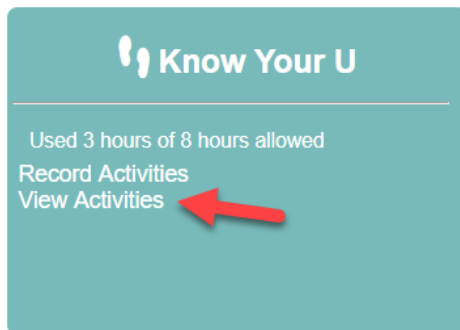 Know Your U
Used 3 hours of 8 hours allowed
Record Activities
View Activities